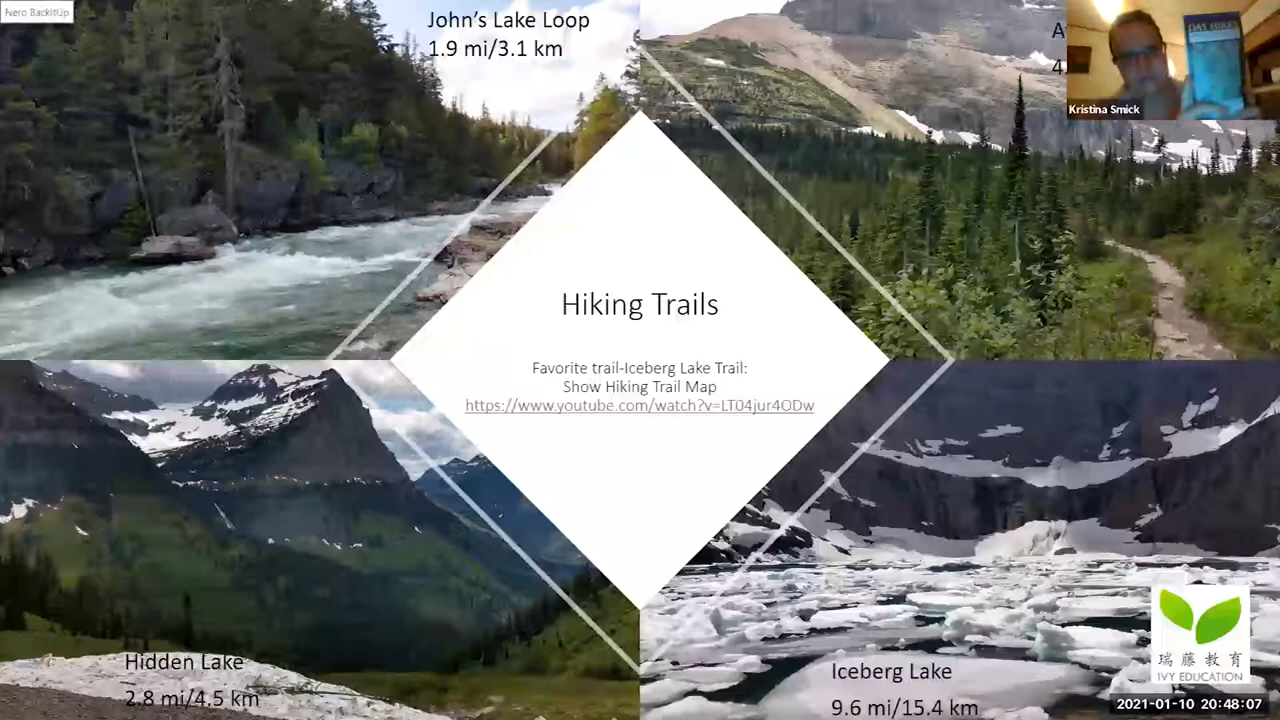 Nero BackItUp
John's Lake Loop
1.9 mi/3.1 km
A
4.
DAY HIKES
Kristina Smick
Hiking Trails
Favorite trail-Iceberg Lake Trail:
Show Hiking Trail Map
https://www.youtube.com/watch?v=LT04jur4ODw
Hidden Lake
2.8 mi/4.5 km
Iceberg Lake
9.6 mi/15.4 km
瑞藤教育
IVY EDUCATION
2021-01-10 20:48:07